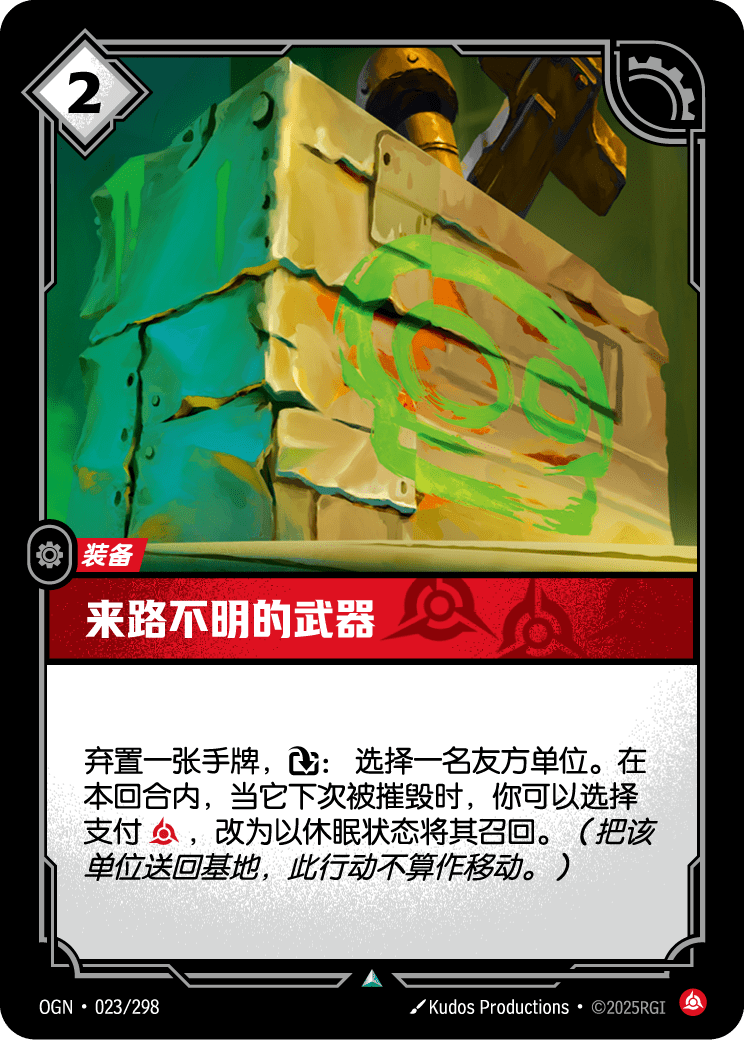 2
装备
来路不明的武器
弃置一张手牌，： 选择一名友方单位。在
本回合内，当它下次被摧毁时，你可以选择
支付 ，改为以休眠状态将其召回。（把该
单位送回基地，此行动不算作移动。）
OGN • 023/298
Kudos Productions • ©2025RGI